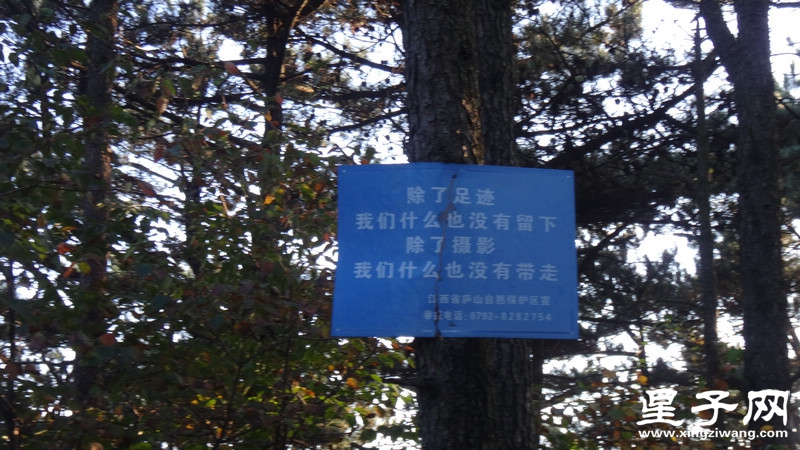 除了足迹
我们什么也没有留下
除了摄影
我们什么也没有带走
江西省庐山自然保护区宣
举报电话：0792-8282754
星子网
www.xingziwang.com